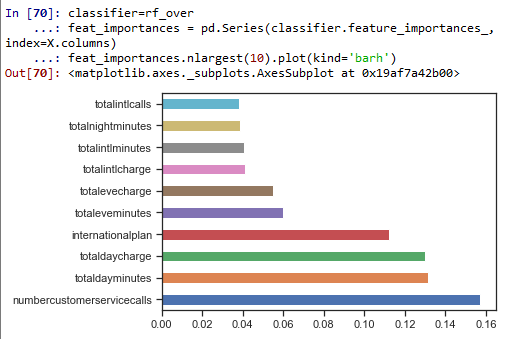 In [70]: classifier=rf_over
    ...: feat_importances = pd.Series(classifier.feature_importances_,
index=X.columns)
    ...: feat_importances.nlargest(10).plot(kind='barh')
Out[70]: <matplotlib.axes._subplots.AxesSubplot at 0x19af7a42b00>
totalintlcalls
totalnightminutes
totalintlminutes
totalintlcharge
totalevecharge
totaleveminutes
internationalplan
totaldaycharge
totaldayminutes
numbercustomerservicecalls
0.00 0.02 0.04 0.06 0.08 0.10 0.12 0.14 0.16